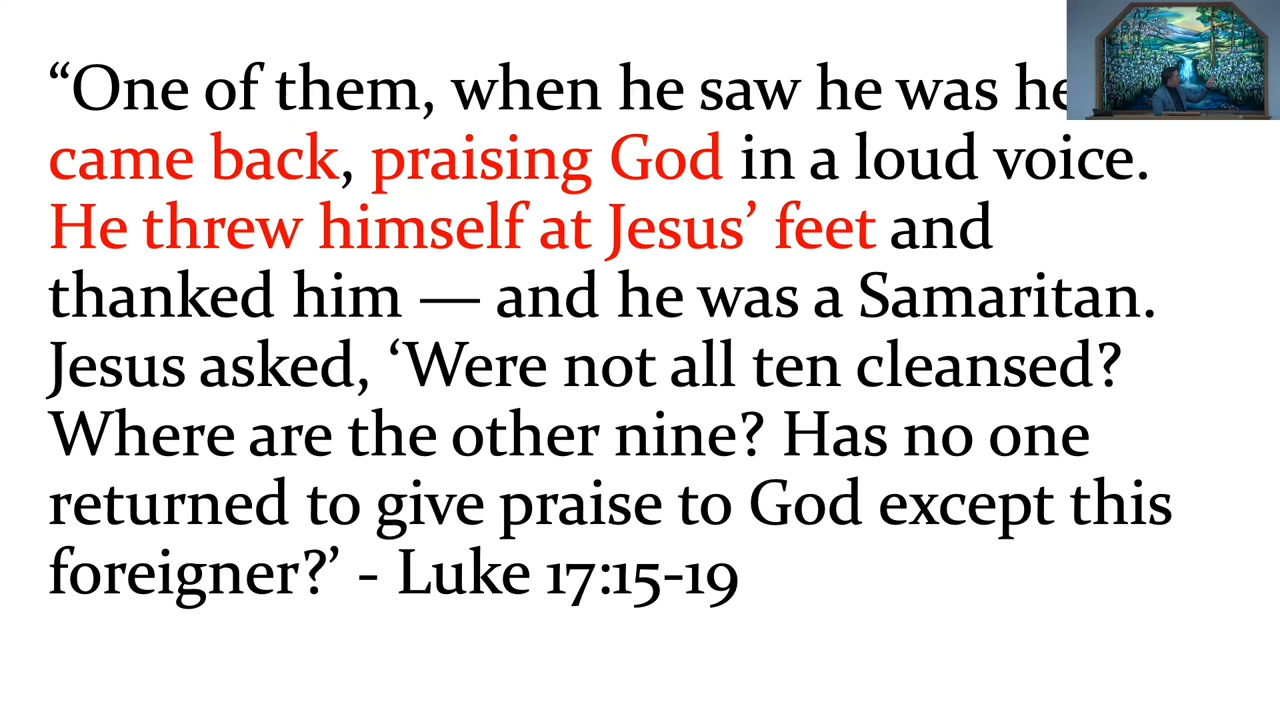 “One of them, when he saw he was he
came back, praising God in a loud voice.
He threw himself at Jesus’ feet and
thanked him — and he was a Samaritan.
Jesus asked, ‘Were not all ten cleansed?
Where are the other nine? Has no one
returned to give praise to God except this
foreigner?’ - Luke 17:15-19